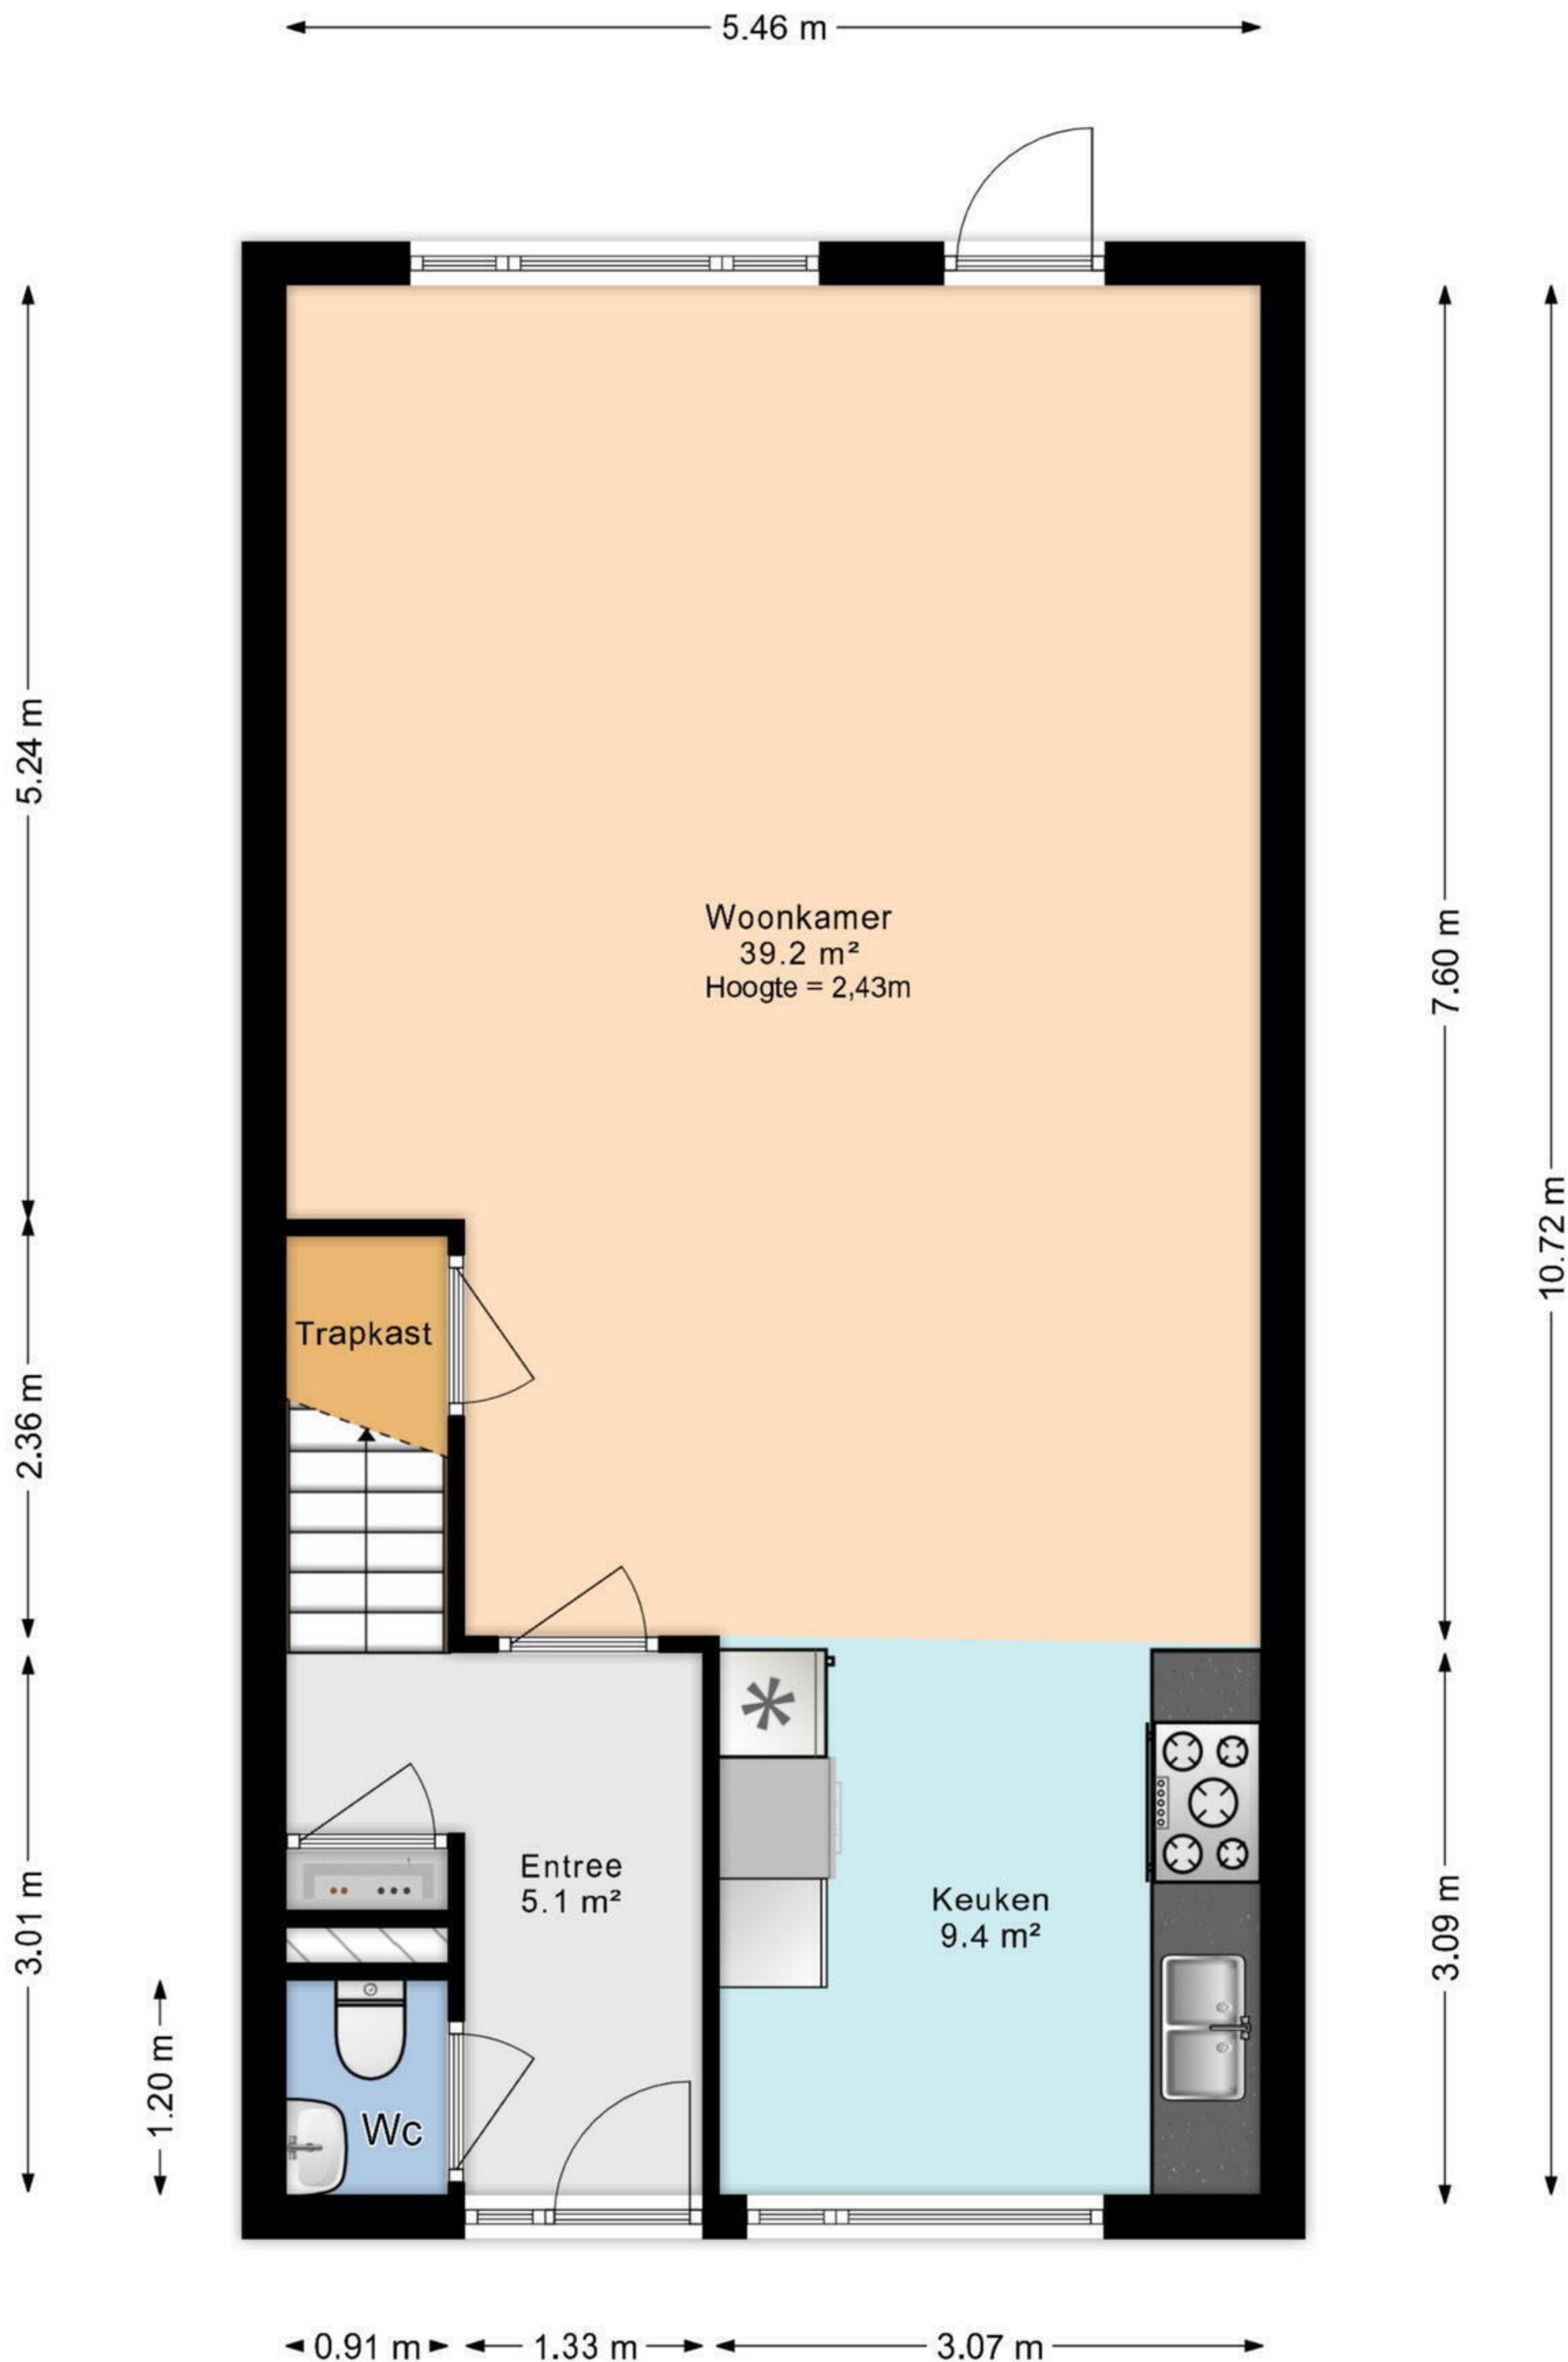 5.46 m
5.24 m
Woonkamer
39.2 m²
Hoogte = 2,43m
7.60 m
10.72 m
Trapkast
2.36 m
Entree
5.1 m²
Keuken
9.4 m²
3.01 m
3.09 m
1.20 m
Wc
0.91 m
1.33 m
3.07 m